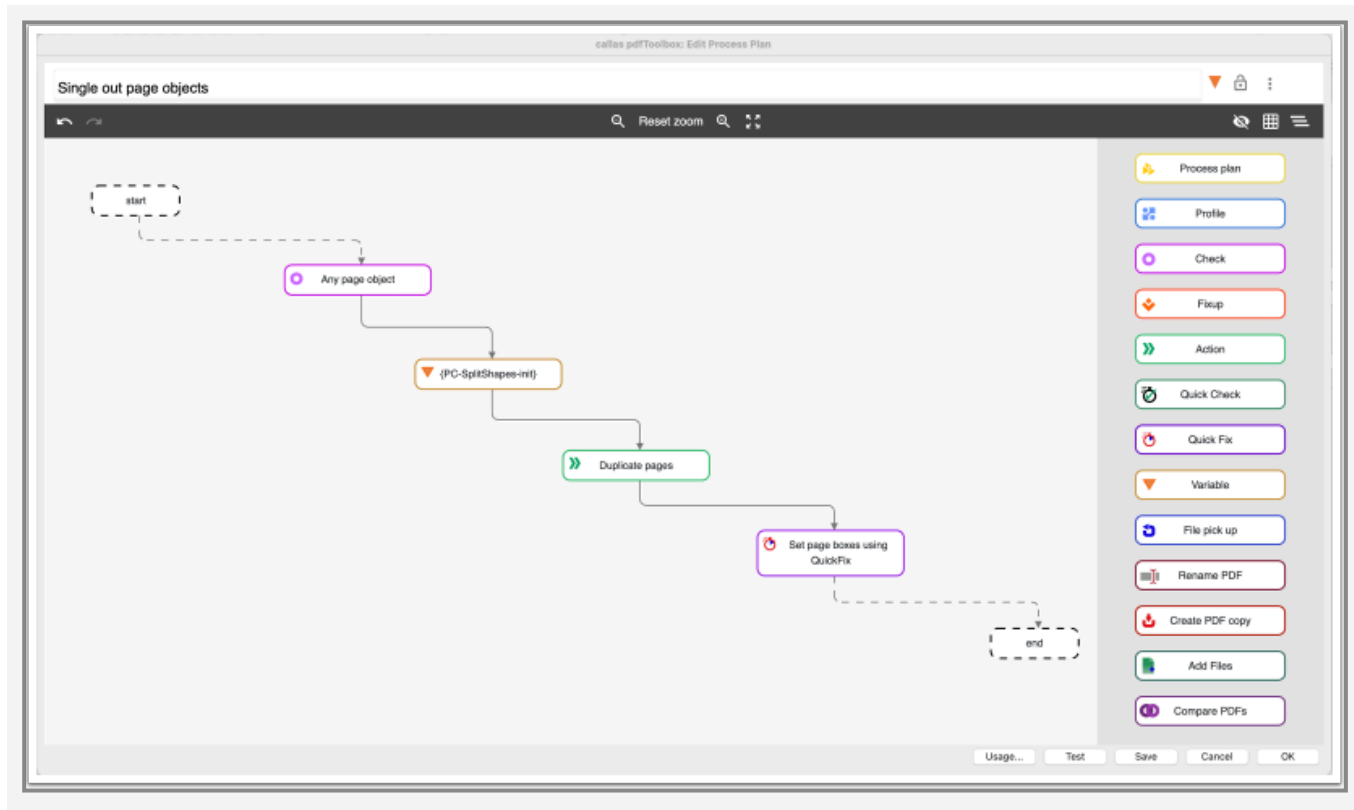 callas pdfToolbox: Edit Process Plan
Single out page objects
Reset zoom
start
Any page object
{PC-SplitShapes-init}
Duplicate pages
Set page boxes using
QuickFix
end
Process plan
Profile
Check
Fixup
Action
Quick Check
Quick Fix
Variable
File pick up
Rename PDF
Create PDF copy
Add Files
Compare PDFs
Usage...
Test
Save
Cancel
OK